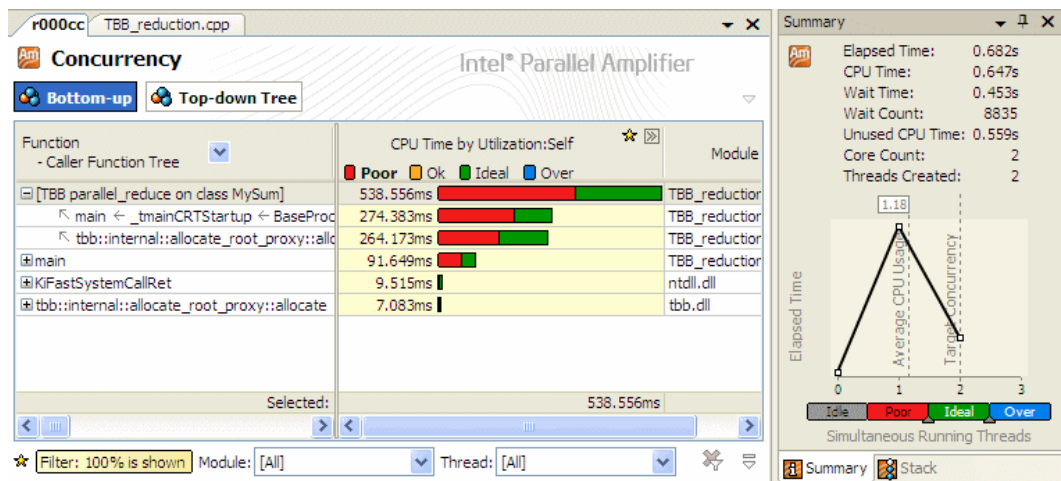 r000cc TBB_reduction.cpp
Am Concurrency
Intel® Parallel Amplifier
Bottom-up Top-down Tree
Function
- Caller Function Tree
CPU Time by Utilization:Self
Poor Ok Ideal Over
Module
[TBB parallel_reduce on class MySum] 538.556ms TBB_reduction
main ← _tmainCRTStartup ← BaseProc 274.383ms TBB_reduction
tbb::internal::allocate_root_proxy::allo 264.173ms TBB_reduction
main 91.649ms TBB_reduction
KiFastSystemCallRet 9.515ms ntdll.dll
tbb::internal::allocate_root_proxy::allocate 7.083ms tbb.dll
Selected: 538.556ms
Filter: 100% is shown Module: [All] Thread: [All]
Summary
Am
Elapsed Time: 0.682s
CPU Time: 0.647s
Wait Time: 0.453s
Wait Count: 8835
Unused CPU Time: 0.559s
Core Count: 2
Threads Created: 2
1.18
Elapsed Time
Average CPU Usage
Target Concurrency
0 1 2 3
Idle Poor Ideal Over
Simultaneous Running Threads
Summary Stack